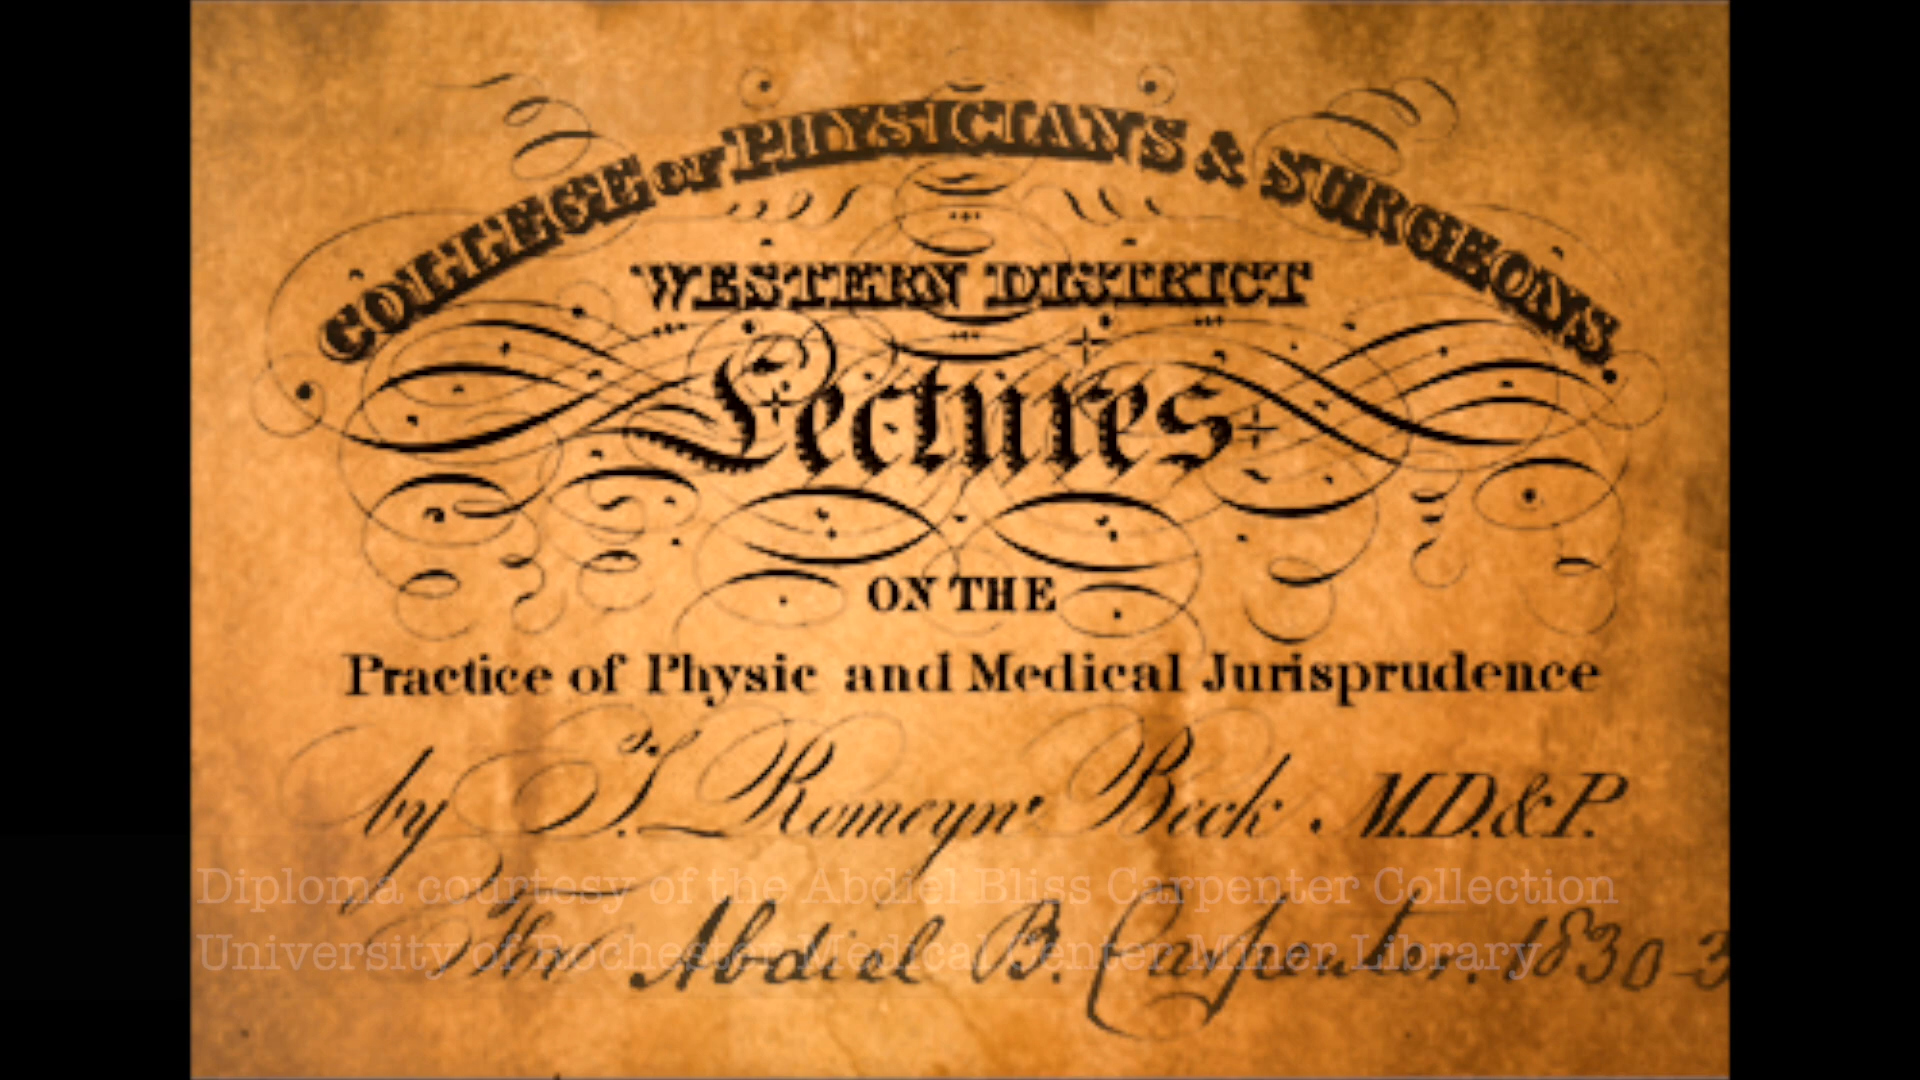 COLLEGE OF PHYSICIANS & SURGEONS
WESTERN DISTRICT
Lectures
ON THE
Practice of Physic and Medical Jurisprudence
by T. Romeyn Beck. M.D.&P.
For Abdiel B. Carpenter. 1830-3
Diploma courtesy of the Abdiel Bliss Carpenter Collection
University of Rochester Medical Center Miner Library